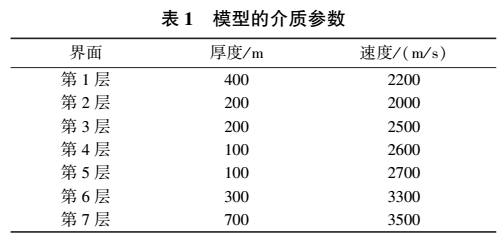 表 1 模型的介质参数
界面 厚度/m 速度/(m/s)
第 1 层 400 2200
第 2 层 200 2000
第 3 层 200 2500
第 4 层 100 2600
第 5 层 100 2700
第 6 层 300 3300
第 7 层 700 3500